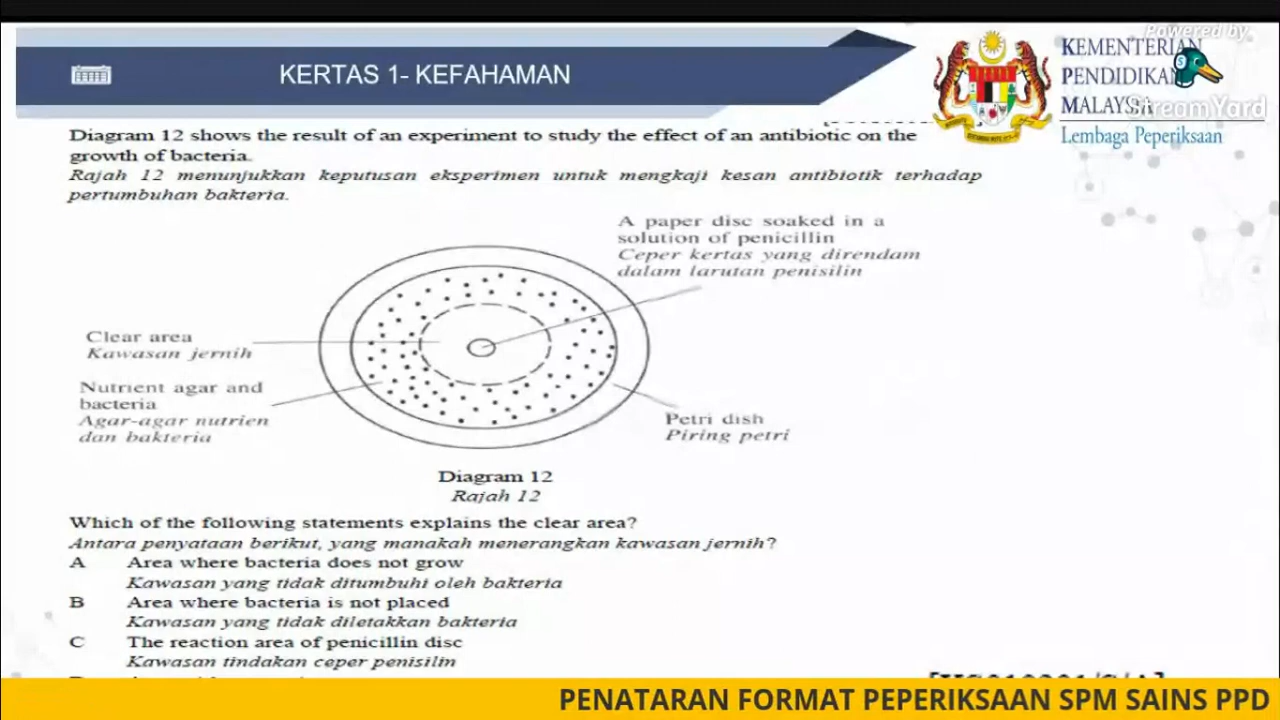 Powered by
StreamYard
KERTAS 1- KEFAHAMAN
KEMENTERIAN
PENDIDIKAN
MALAYSIA
Lembaga Peperiksaan
Diagram 12 shows the result of an experiment to study the effect of an antibiotic on the
growth of bacteria.
Rajah 12 menunjukkan keputusan eksperimen untuk mengkaji kesan antibiotik terhadap
pertumbuhan bakteria.
A paper disc soaked in a
solution of penicillin
Ceper kertas yang direndam
dalam larutan penisilin
Clear area
Kawasan jernih
Nutrient agar and
bacteria
Agar-agar nutrien
dan bakteria
Petri dish
Piring petri
Diagram 12
Rajah 12
Which of the following statements explains the clear area?
Antara penyataan berikut, yang manakah menerangkan kawasan jernih?
A Area where bacteria does not grow
Kawasan yang tidak ditumbuhi oleh bakteria
B Area where bacteria is not placed
Kawasan yang tidak diletakkan bakteria
C The reaction area of penicillin disc
Kawasan tindakan ceper penisilin
PENATARAN FORMAT PEPERIKSAAN SPM SAINS PPD